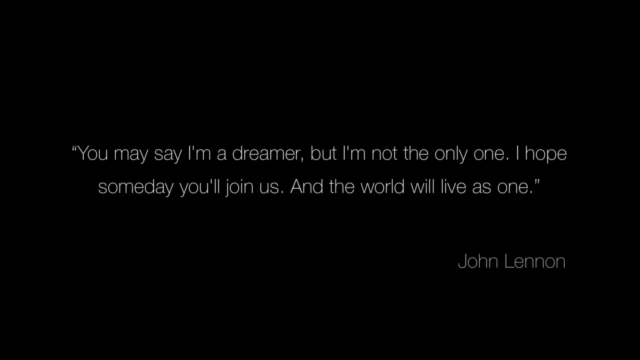 “You may say I'm a dreamer, but I'm not the only one. I hope
someday you'll join us. And the world will live as one.”
John Lennon